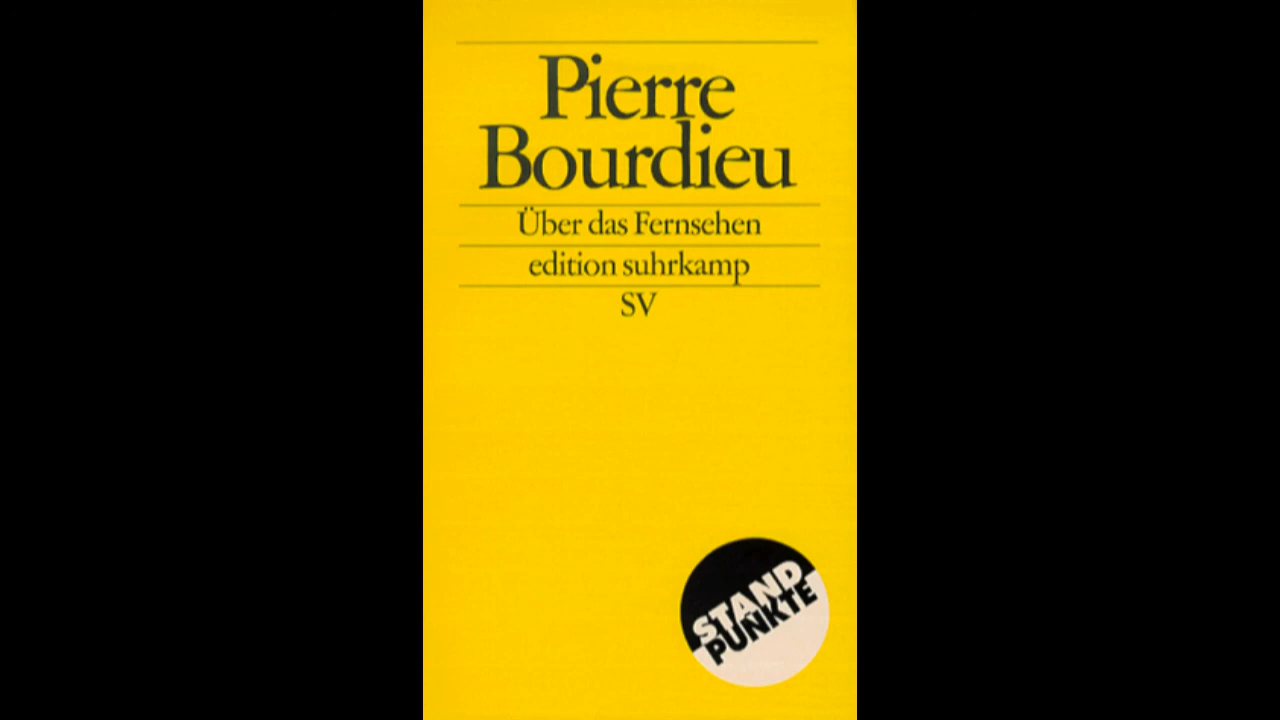 Pierre
Bourdieu
Über das Fernsehen
edition suhrkamp
SV
STAND
PUNKTE